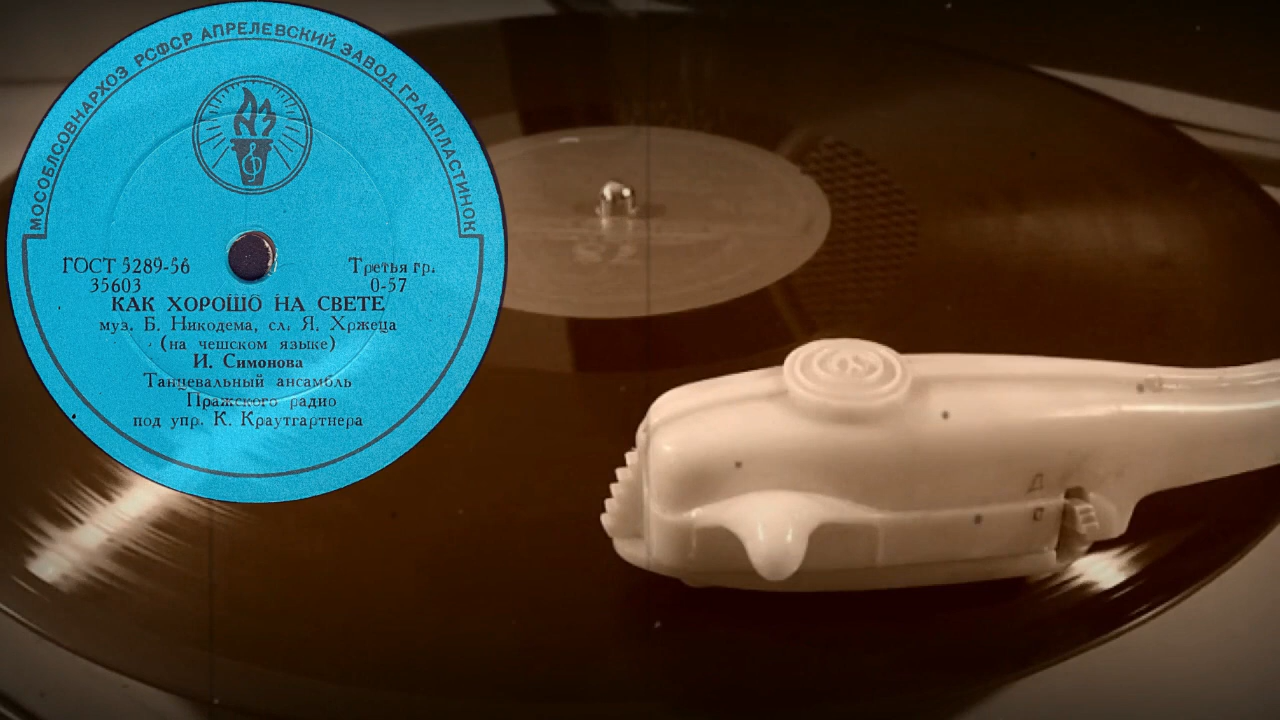 МОСОБЛСОВНАРХОЗ РСФСР АПРЕЛЕВСКИЙ ЗАВОД ГРАМПЛАСТИНОК
АЗ
ГОСТ 5289-56
Третья гр.
35603
0-57
КАК ХОРОШО НА СВЕТЕ
муз. Б. Никодема, сл. Я. Хржеца
(на чешском языке)
И. Симонова
Танцевальный ансамбль
Пражского радио
под упр. К. Краутгартнера